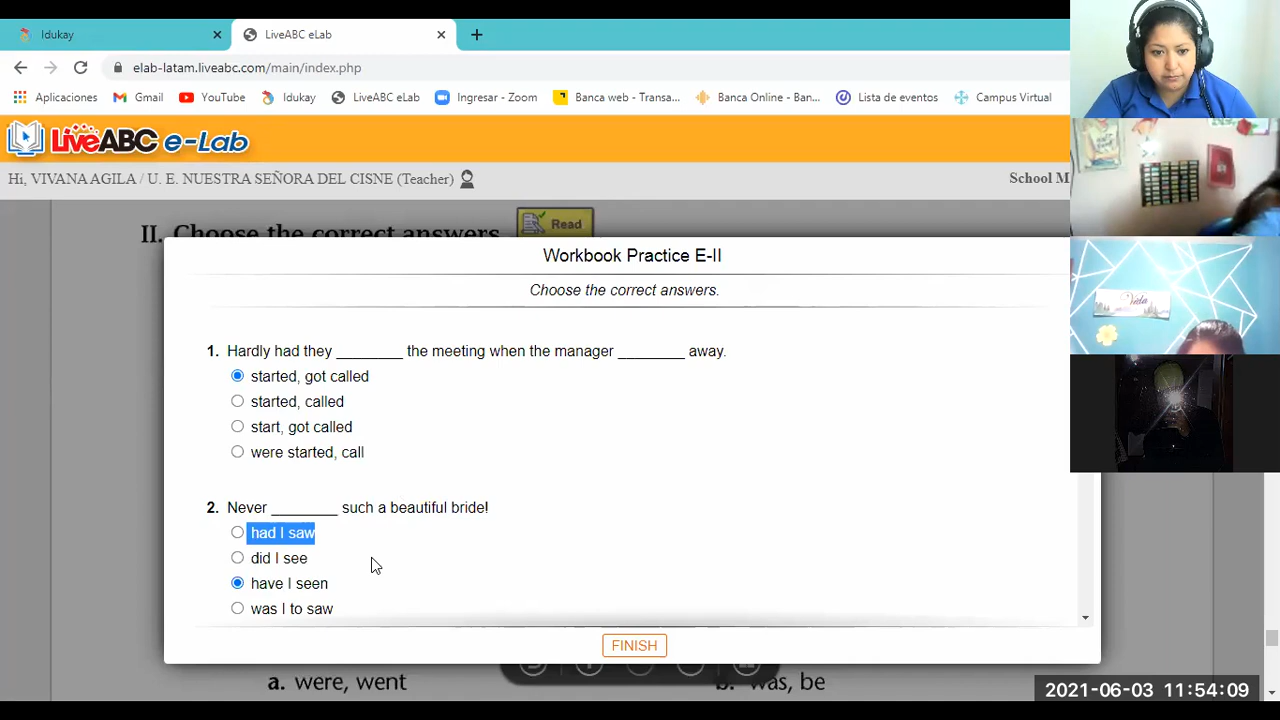 Idukay
LiveABC eLab
elab-latam.liveabc.com/main/index.php
Aplicaciones Gmail YouTube Idukay LiveABC eLab Ingresar - Zoom Banca web - Transa... Banca Online - Ban... Lista de eventos Campus Virtual
LiveABC e-Lab
Hi, VIVANA AGILA / U. E. NUESTRA SEÑORA DEL CISNE (Teacher) School M
II. Choose the correct answers Read
Workbook Practice E-II
Choose the correct answers.
1. Hardly had they ________ the meeting when the manager ________ away.
started, got called
started, called
start, got called
were started, call
2. Never ________ such a beautiful bride!
had I saw
did I see
have I seen
was I to saw
FINISH
a. were, went b. was, be
2021-06-03 11:54:09